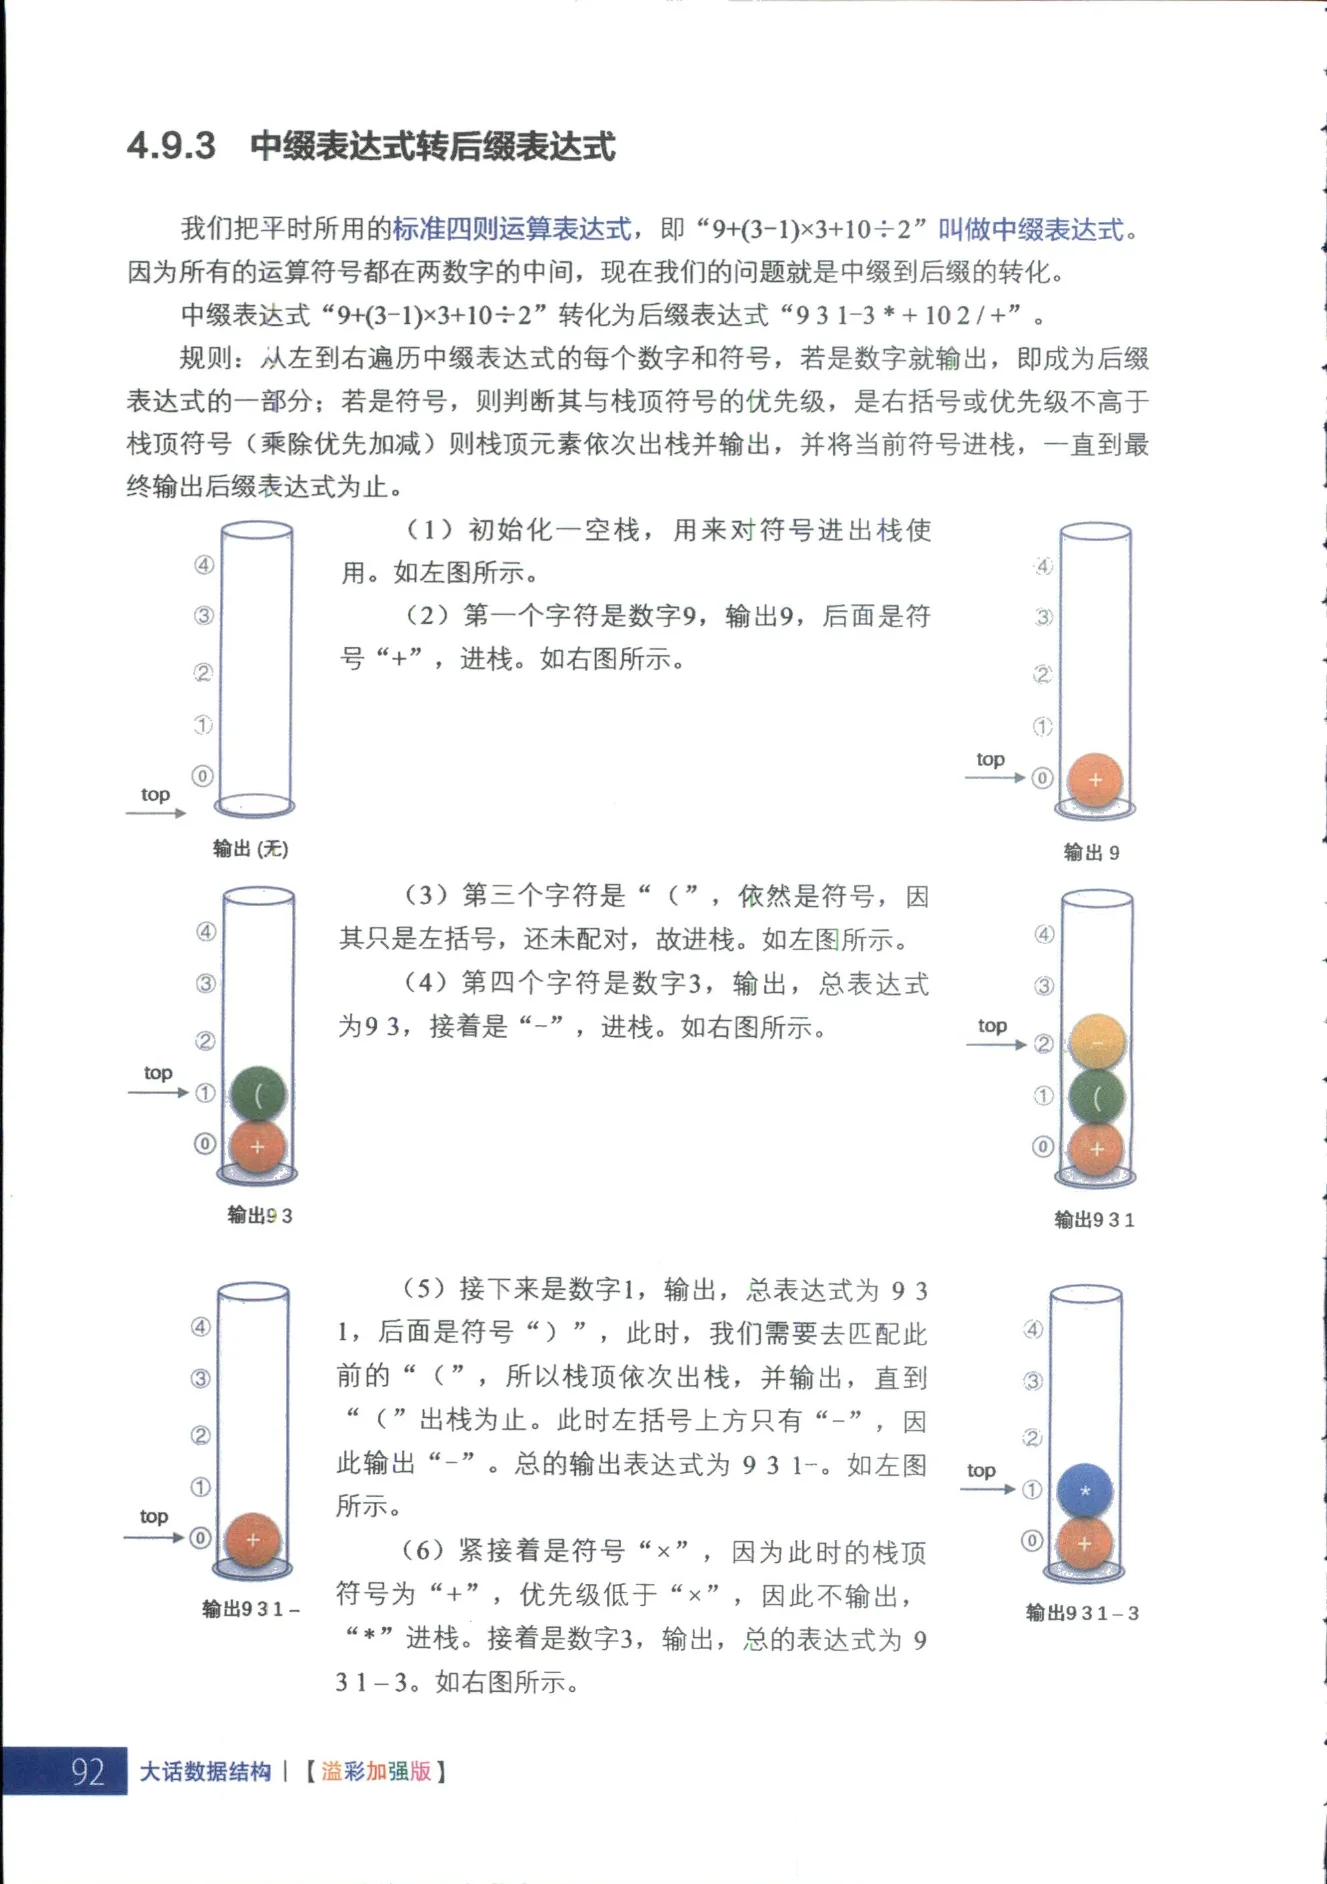 4.9.3 中缀表达式转后缀表达式
我们把平时所用的标准四则运算表达式，即“9+(3-1)×3+10÷2”叫做中缀表达式。
因为所有的运算符号都在两数字的中间，现在我们的问题就是中缀到后缀的转化。
中缀表达式“9+(3-1)×3+10÷2”转化为后缀表达式“9 3 1-3 * + 10 2 / +”。
规则：从左到右遍历中缀表达式的每个数字和符号，若是数字就输出，即成为后缀
表达式的一部分；若是符号，则判断其与栈顶符号的优先级，是右括号或优先级不高于
栈顶符号（乘除优先加减）则栈顶元素依次出栈并输出，并将当前符号进栈，一直到最
终输出后缀表达式为止。
④
③
②
①
⓪
top
输出 (无)
（1）初始化一空栈，用来对符号进出栈使
用。如左图所示。
（2）第一个字符是数字9，输出9，后面是符
号“+”，进栈。如右图所示。
④
③
②
①
top
⓪
+
输出 9
④
③
②
top
①
(
⓪
+
输出9 3
（3）第三个字符是“（”，依然是符号，因
其只是左括号，还未配对，故进栈。如左图所示。
（4）第四个字符是数字3，输出，总表达式
为9 3，接着是“-”，进栈。如右图所示。
④
③
top
②
-
①
(
⓪
+
输出9 3 1
④
③
②
①
top
⓪
+
输出9 3 1 –
（5）接下来是数字1，输出，总表达式为 9 3
1，后面是符号“）”，此时，我们需要去匹配此
前的“（”，所以栈顶依次出栈，并输出，直到
“（”出栈为止。此时左括号上方只有“-”，因
此输出“-”。总的输出表达式为 9 3 1-。如左图
所示。
（6）紧接着是符号“×”，因为此时的栈顶
符号为“+”，优先级低于“×”，因此不输出，
“*”进栈。接着是数字3，输出，总的表达式为 9
3 1 – 3。如右图所示。
④
③
②
top
①
*
⓪
+
输出9 3 1 – 3
92 大话数据结构 | 【溢彩加强版】